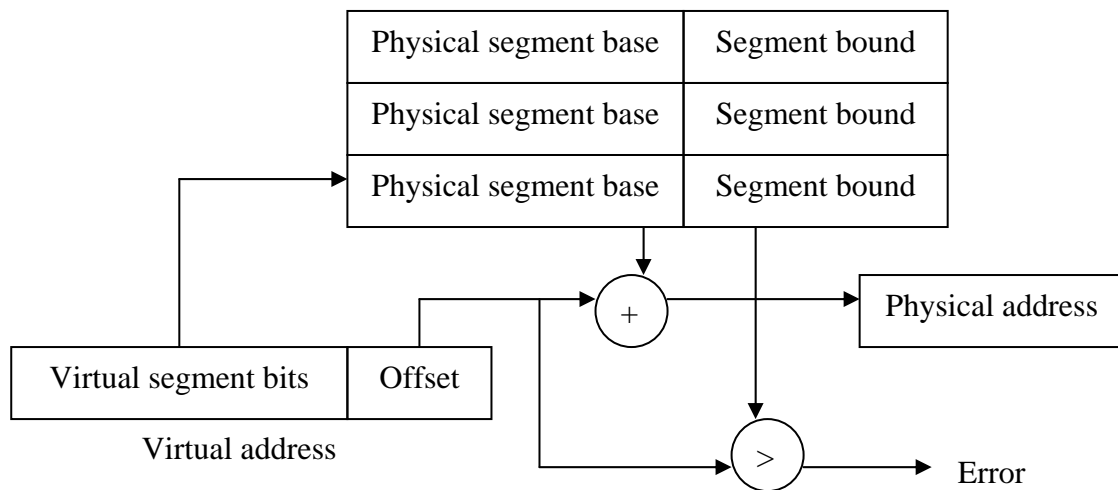 Physical segment base Segment bound
Physical segment base Segment bound
Physical segment base Segment bound
+
Physical address
Virtual segment bits Offset
Virtual address
>
Error